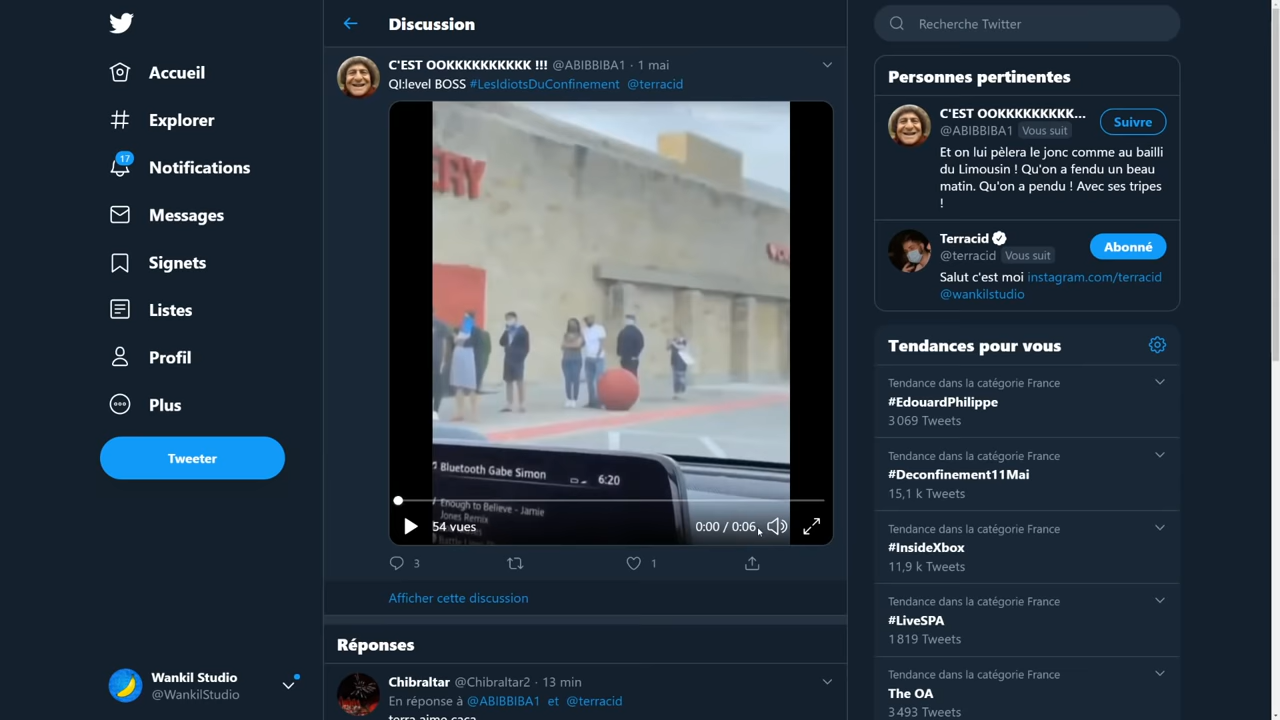 Accueil
Explorer
17
Notifications
Messages
Signets
Listes
Profil
Plus
Tweeter
Wankil Studio
@WankilStudio
Discussion
C'EST OOKKKKKKKKKK !!! @ABIBBIBA1 · 1 mai
QI:level BOSS #LesIdiotsDuConfinement @terracid
ERY
Bluetooth Gabe Simon
6:20
Enough to Believe - Jamie
Jones Remix
54 vues
0:00 / 0:06
3
1
Afficher cette discussion
Réponses
Chibraltar @Chibraltar2 · 13 min
En réponse à @ABIBBIBA1 et @terracid
terra aime caca
Recherche Twitter
Personnes pertinentes
C'EST OOKKKKKKKKK...
@ABIBBIBA1 Vous suit
Suivre
Et on lui pèlera le jonc comme au bailli
du Limousin ! Qu'on a fendu un beau
matin. Qu'on a pendu ! Avec ses tripes
!
Terracid
@terracid Vous suit
Abonné
Salut c'est moi instagram.com/terracid
@wankilstudio
Tendances pour vous
Tendance dans la catégorie France
#EdouardPhilippe
3 069 Tweets
Tendance dans la catégorie France
#Deconfinement11Mai
15,1 k Tweets
Tendance dans la catégorie France
#InsideXbox
11,9 k Tweets
Tendance dans la catégorie France
#LiveSPA
1 819 Tweets
Tendance dans la catégorie France
The OA
3 493 Tweets